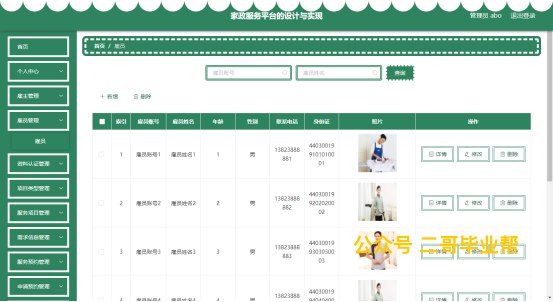 家政服务平台的设计与实现
管理员 abo 退出登录
首页
个人中心
雇主管理
雇员管理
雇员
资料认证管理
项目类型管理
服务项目管理
需求信息管理
服务预约管理
申请预约管理
首页 / 雇员
雇员账号 雇员姓名 查询
新增 删除
索引 雇员账号 雇员姓名 年龄 性别 联系电话 身份证 照片 操作
1 雇员账号1 雇员姓名1 1 男 13823888881 440300199101010001 详情 修改 删除
2 雇员账号2 雇员姓名2 2 男 13823888882 440300199202020002 详情 修改 删除
3 雇员账号3 雇员姓名3 3 男 13823888883 440300199303030003 详情 修改 删除
公众号 二哥毕业帮
4 雇员账号4 雇员姓名4 4 男 13823888 44030019